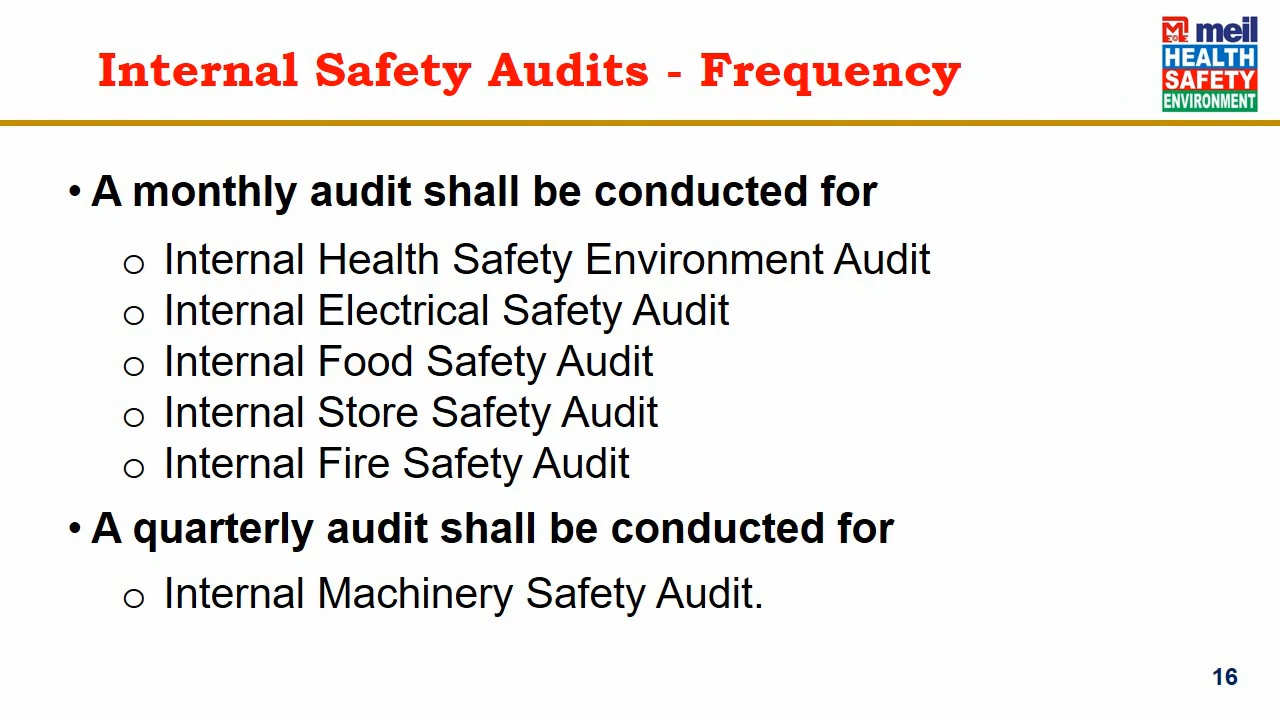 Internal Safety Audits - Frequency
meil
HEALTH
SAFETY
ENVIRONMENT
• A monthly audit shall be conducted for
o Internal Health Safety Environment Audit
o Internal Electrical Safety Audit
o Internal Food Safety Audit
o Internal Store Safety Audit
o Internal Fire Safety Audit
• A quarterly audit shall be conducted for
o Internal Machinery Safety Audit.
16